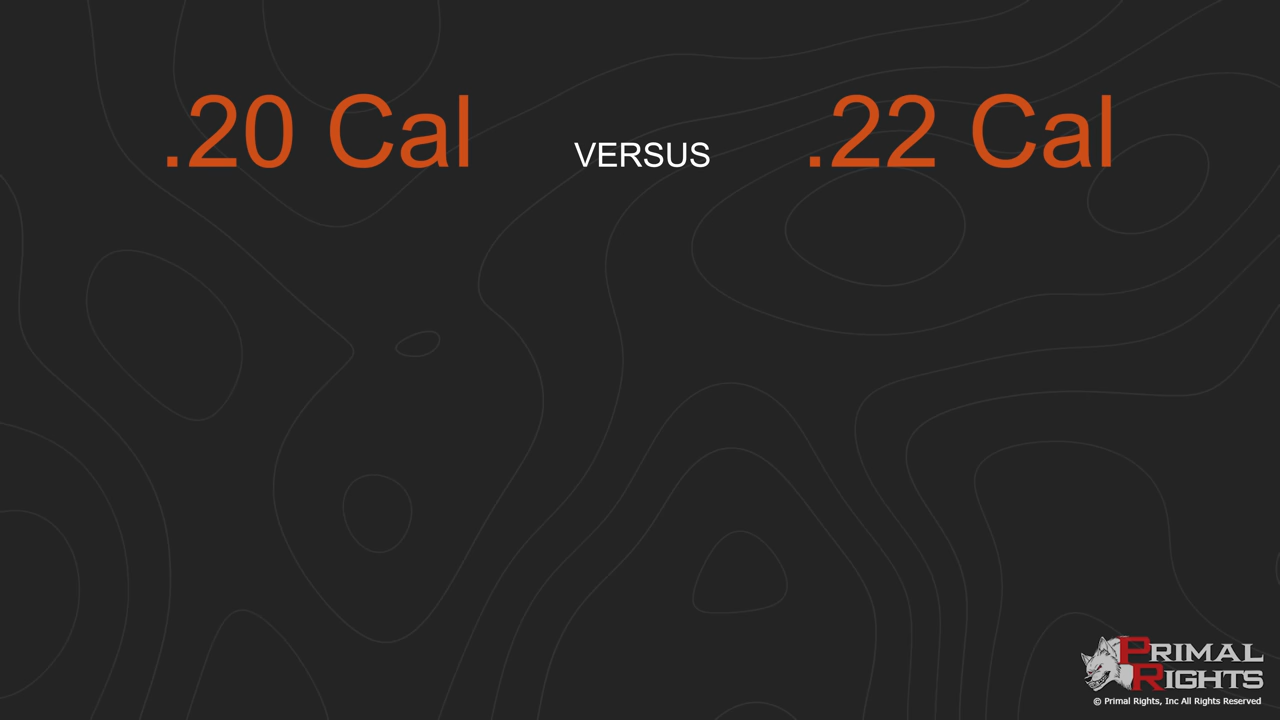 .20 Cal VERSUS .22 Cal
PRIMAL
RIGHTS
© Primal Rights, Inc All Rights Reserved